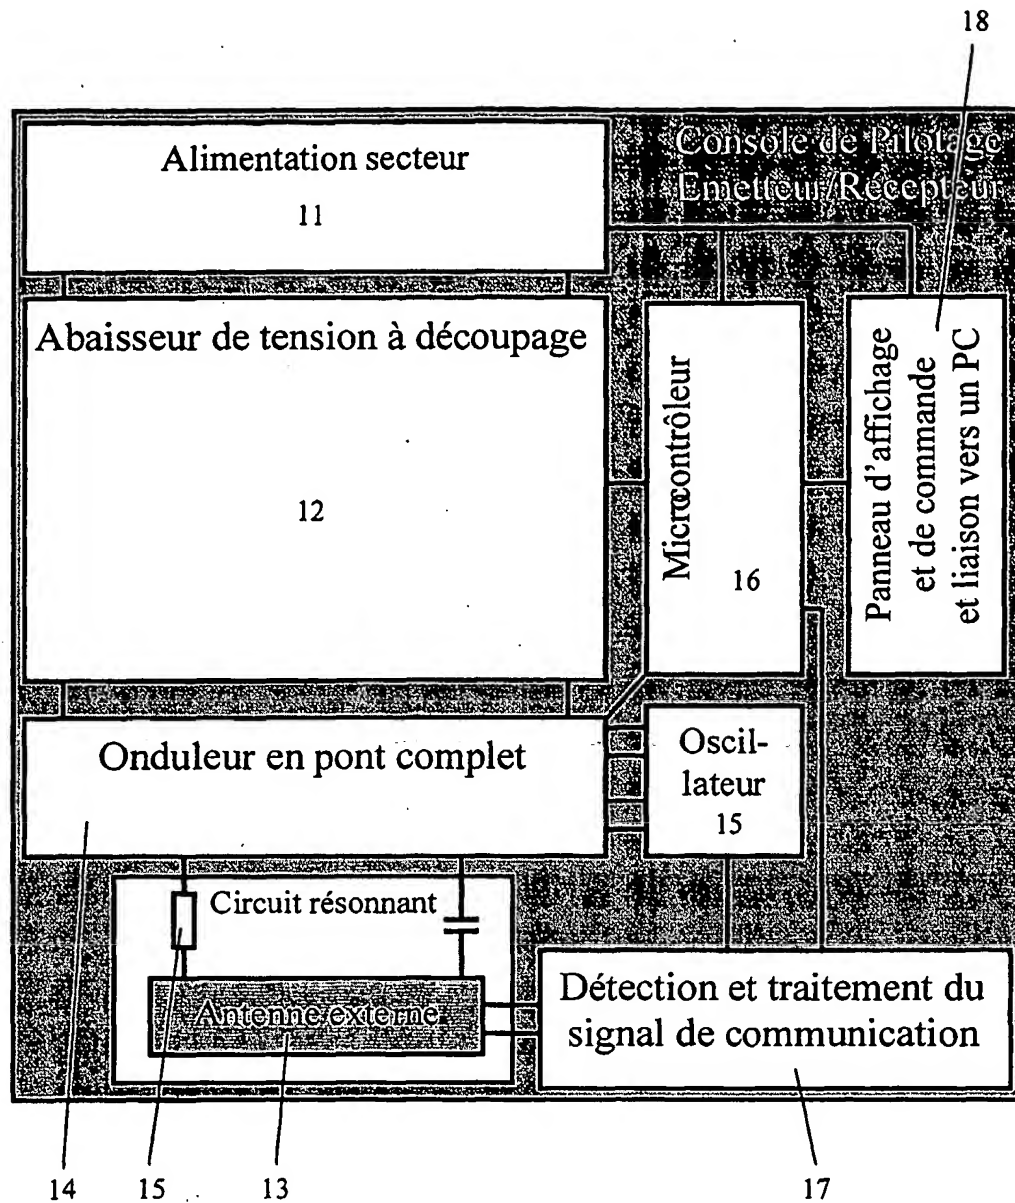 18
Alimentation secteur
11
Console de Pilotage
Emetteur/Récepteur
Abaisseur de tension à découpage
12
Microcontrôleur
16
Panneau d'affichage
et de commande
et liaison vers un PC
Onduleur en pont complet
Oscil-
lateur
15
Circuit résonnant
Antenne externe
Détection et traitement du
signal de communication
14
15
13
17